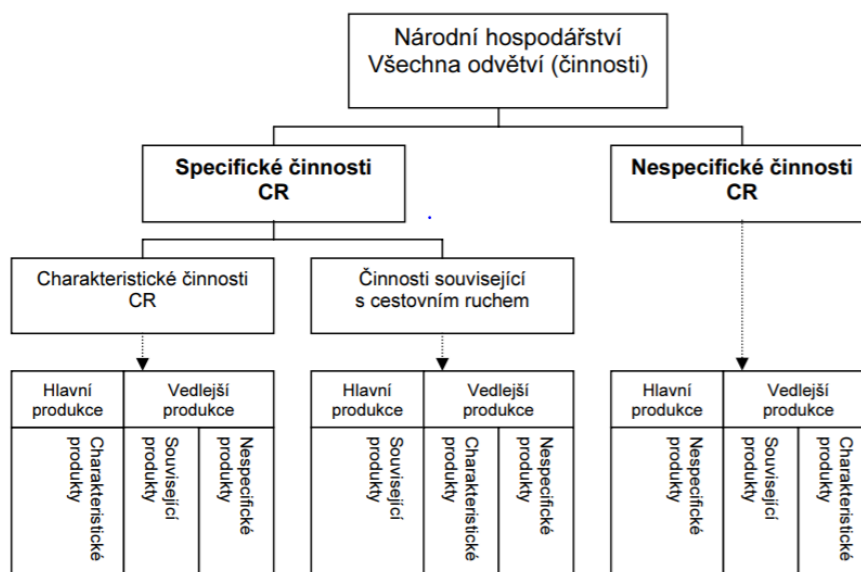 Národní hospodářství
Všechna odvětví (činnosti)
Specifické činnosti
CR
Nespecifické činnosti
CR
Charakteristické činnosti
CR
Činnosti související
s cestovním ruchem
Hlavní
produkce
Vedlejší
produkce
Hlavní
produkce
Vedlejší
produkce
Hlavní
produkce
Vedlejší
produkce
Charakteristické
produkty
Související
produkty
Nespecifické
produkty
Související
produkty
Charakteristické
produkty
Nespecifické
produkty
Nespecifické
produkty
Související
produkty
Charakteristické
produkty